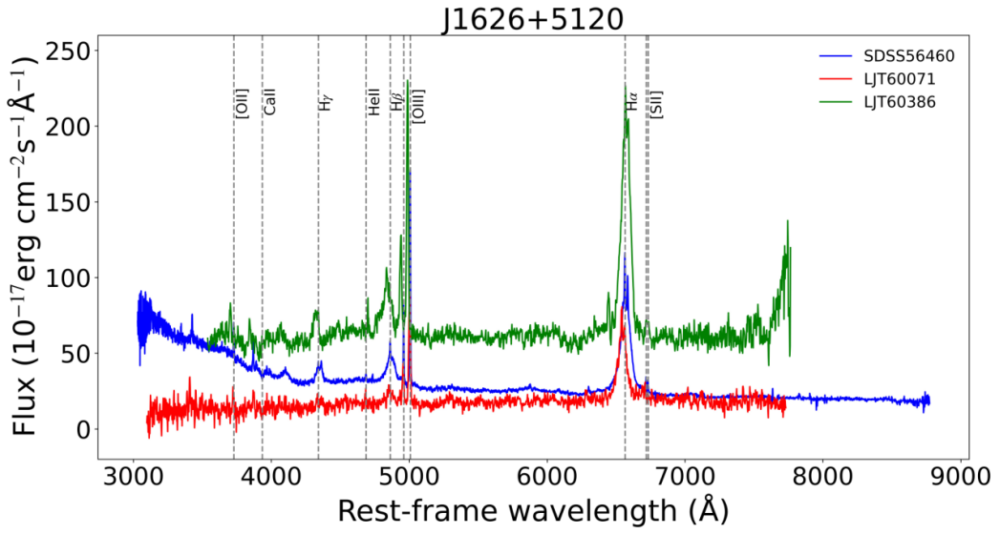 J1626+5120
250
200
150
100
50
0
Flux (10⁻¹⁷erg cm⁻²s⁻¹Å⁻¹)
[OII]
CaII
Hγ
HeII
Hβ
[OIII]
Hα
[SII]
SDSS56460
LJT60071
LJT60386
3000 4000 5000 6000 7000 8000 9000
Rest-frame wavelength (Å)